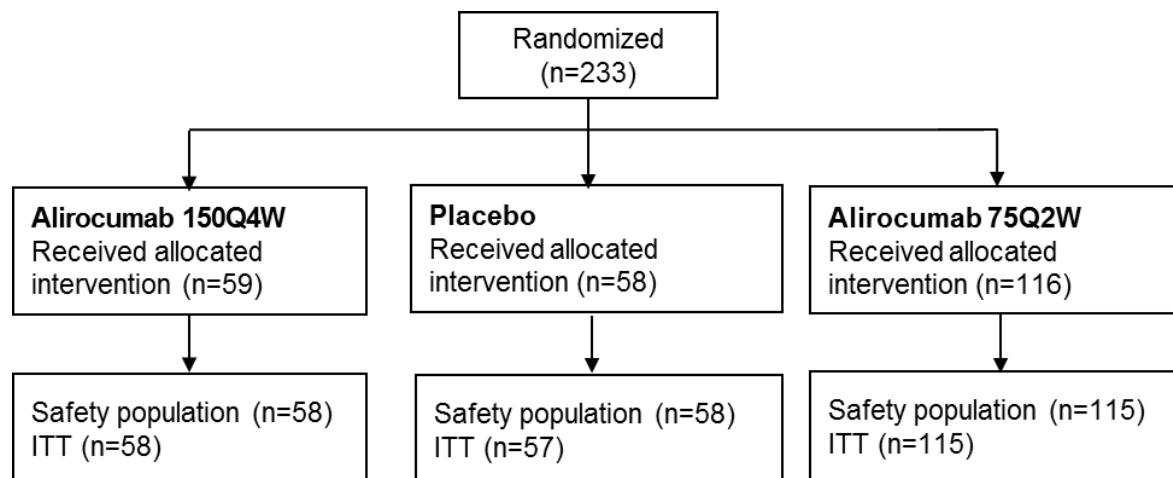 Randomized
(n=233)
Alirocumab 150Q4W
Received allocated
intervention (n=59)
Placebo
Received allocated
intervention (n=58)
Alirocumab 75Q2W
Received allocated
intervention (n=116)
Safety population (n=58)
ITT (n=58)
Safety population (n=58)
ITT (n=57)
Safety population (n=115)
ITT (n=115)